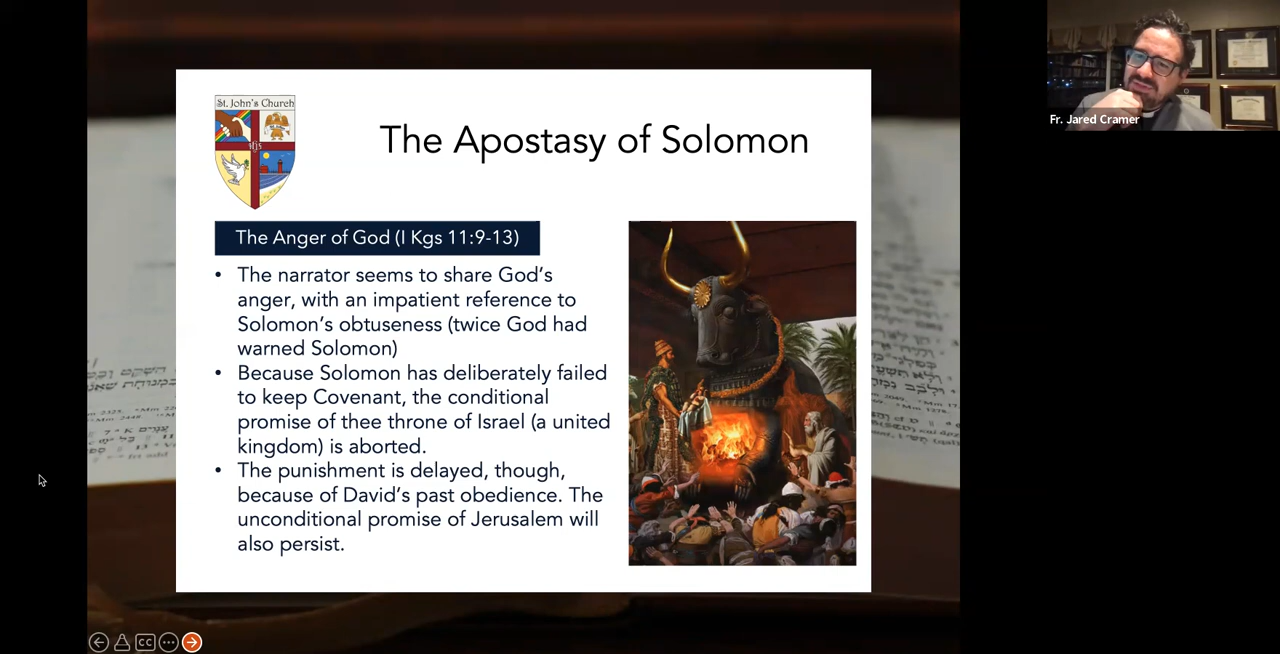 St. John's Church
The Apostasy of Solomon
The Anger of God (I Kgs 11:9-13)
• The narrator seems to share God's
anger, with an impatient reference to
Solomon's obtuseness (twice God had
warned Solomon)
• Because Solomon has deliberately failed
to keep Covenant, the conditional
promise of thee throne of Israel (a united
kingdom) is aborted.
• The punishment is delayed, though,
because of David's past obedience. The
unconditional promise of Jerusalem will
also persist.
Fr. Jared Cramer
CC